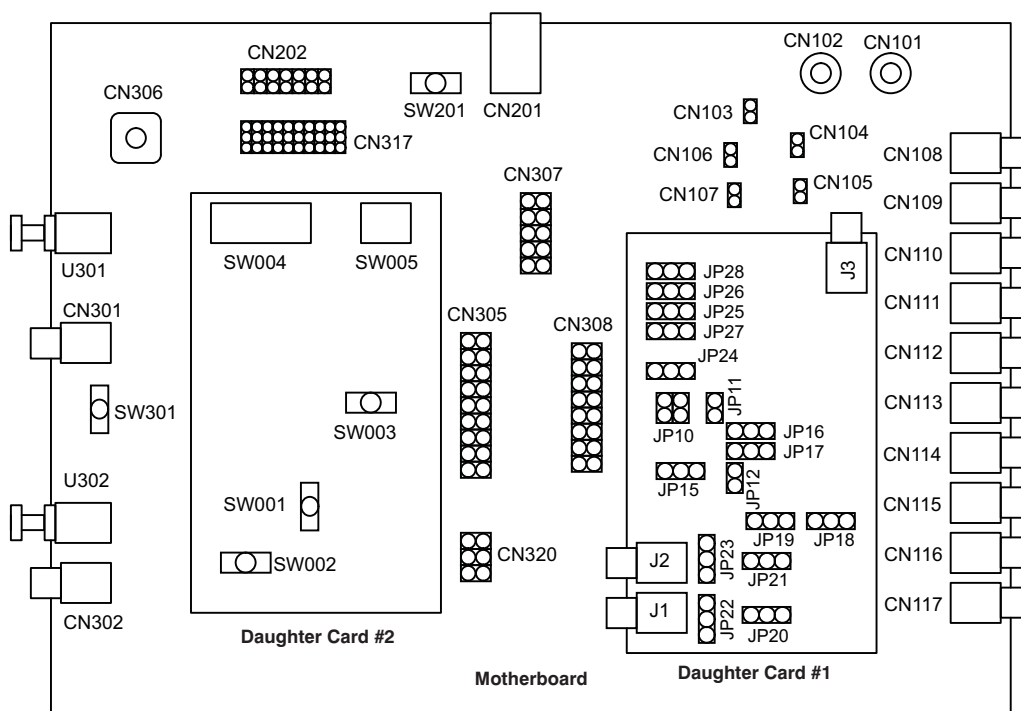 CN202
CN306
SW201
CN201
CN102
CN101
CN317
CN103
CN104
CN106
CN108
CN307
CN107
CN105
CN109
U301
SW004
SW005
CN110
J3
JP28
JP26
JP25
JP27
CN111
CN301
CN305
CN308
JP24
CN112
SW301
SW003
JP10
JP11
CN113
JP16
JP17
CN114
U302
SW001
JP15
JP12
CN115
SW002
CN320
JP19
JP18
J2
JP23
JP21
CN116
CN302
J1
JP22
JP20
CN117
Daughter Card #2
Motherboard
Daughter Card #1